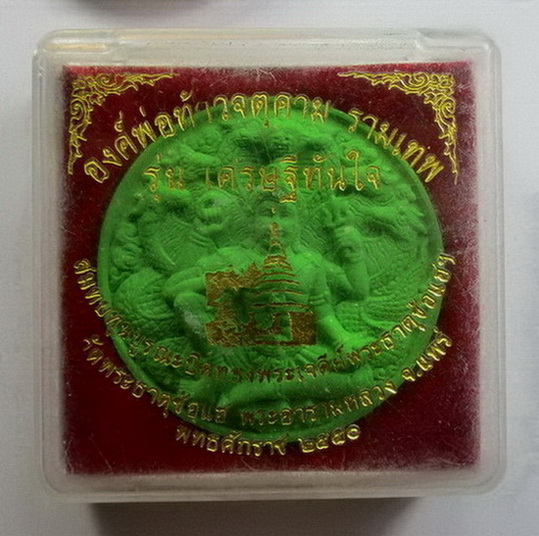 องค์พ่อท้าวจตุคาม รามเทพ
รุ่น เศรษฐีทันใจ
สมทบทุนบูรณะปิดทองพระเจดีย์พระธาตุช่อแฮฯ
วัดพระธาตุช่อแฮ พระอารามหลวง จ.แพร่
พุทธศักราช ๒๕๕๐